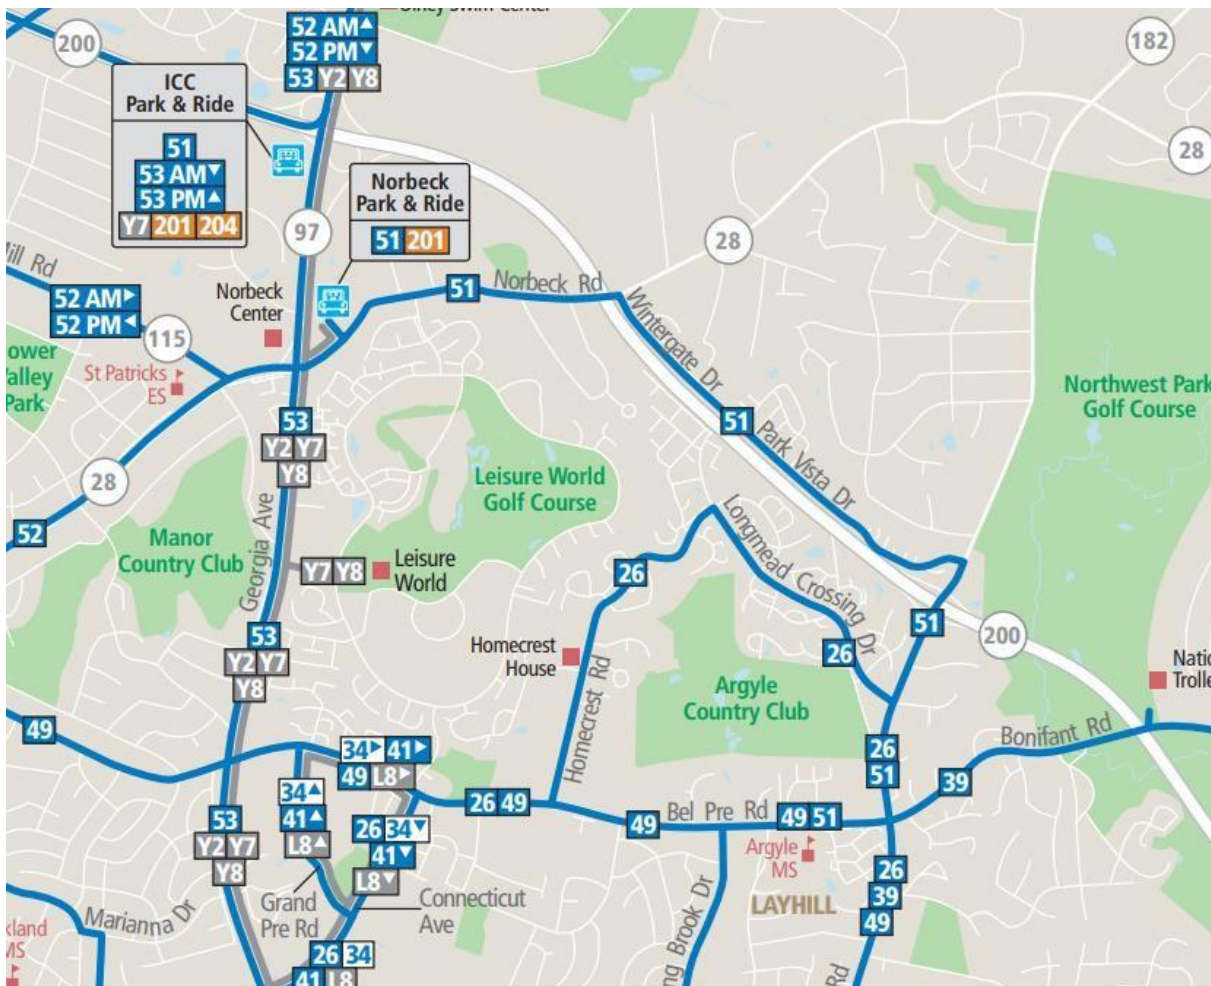 200
52 AM▲
52 PM▼
53 Y2 Y8
182
ICC
Park & Ride
51
53 AM▼
53 PM▲
Y7 201 204
28
Norbeck
Park & Ride
51 201
97
28
Mill Rd
52 AM►
52 PM◄
115
Norbeck
Center
51
Norbeck Rd
Wintergate Dr
St Patricks
ES
Park
53
Y2 Y7
Y8
51
Park Vista Dr
Northwest Park
Golf Course
28
52
Manor
Country Club
Georgia Ave
Leisure World
Golf Course
Y7 Y8
Leisure
World
26
Longmead Crossing Dr
51
200
53
Y2 Y7
Y8
Homecrest
House
Homecrest Rd
26
Argyle
Country Club
49
34► 41►
49 L8►
26
51
Bonifant Rd
39
34▲
41▲
L8▲
26 49
49
Bel Pre Rd
49 51
53
Y2 Y7
Y8
26 34▼
41▼
L8▼
Argyle
MS
26
39
49
LAYHILL
Grand
Pre Rd
Connecticut
Ave
Marianna Dr
Brook Dr
MS
26 34
41 L8
Rd